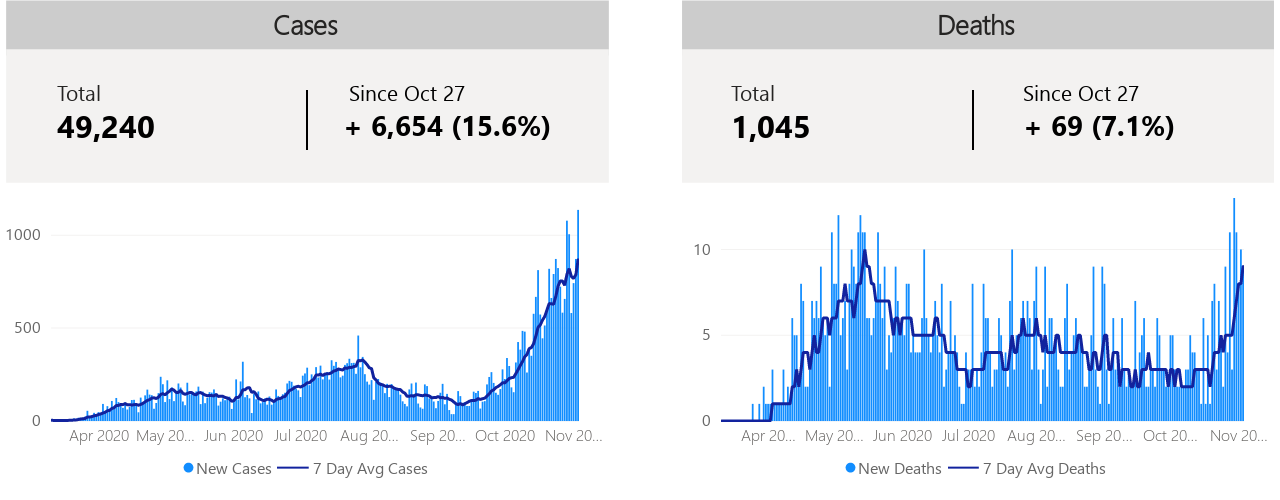 Cases
Total
49,240
Since Oct 27
+ 6,654 (15.6%)
1000
500
0
Apr 2020 May 20... Jun 2020 Jul 2020 Aug 20... Sep 20... Oct 2020 Nov 20...
New Cases 7 Day Avg Cases
Deaths
Total
1,045
Since Oct 27
+ 69 (7.1%)
10
5
0
Apr 20... May 20... Jun 2020 Jul 2020 Aug 20... Sep 20... Oct 20... Nov 20...
New Deaths 7 Day Avg Deaths